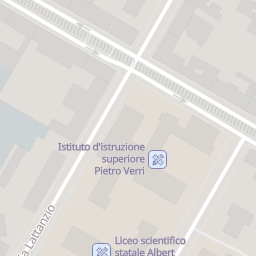 Istituto d'istruzione
superiore
Pietro Verri
Lattanzio
Liceo scientifico
statale Albert